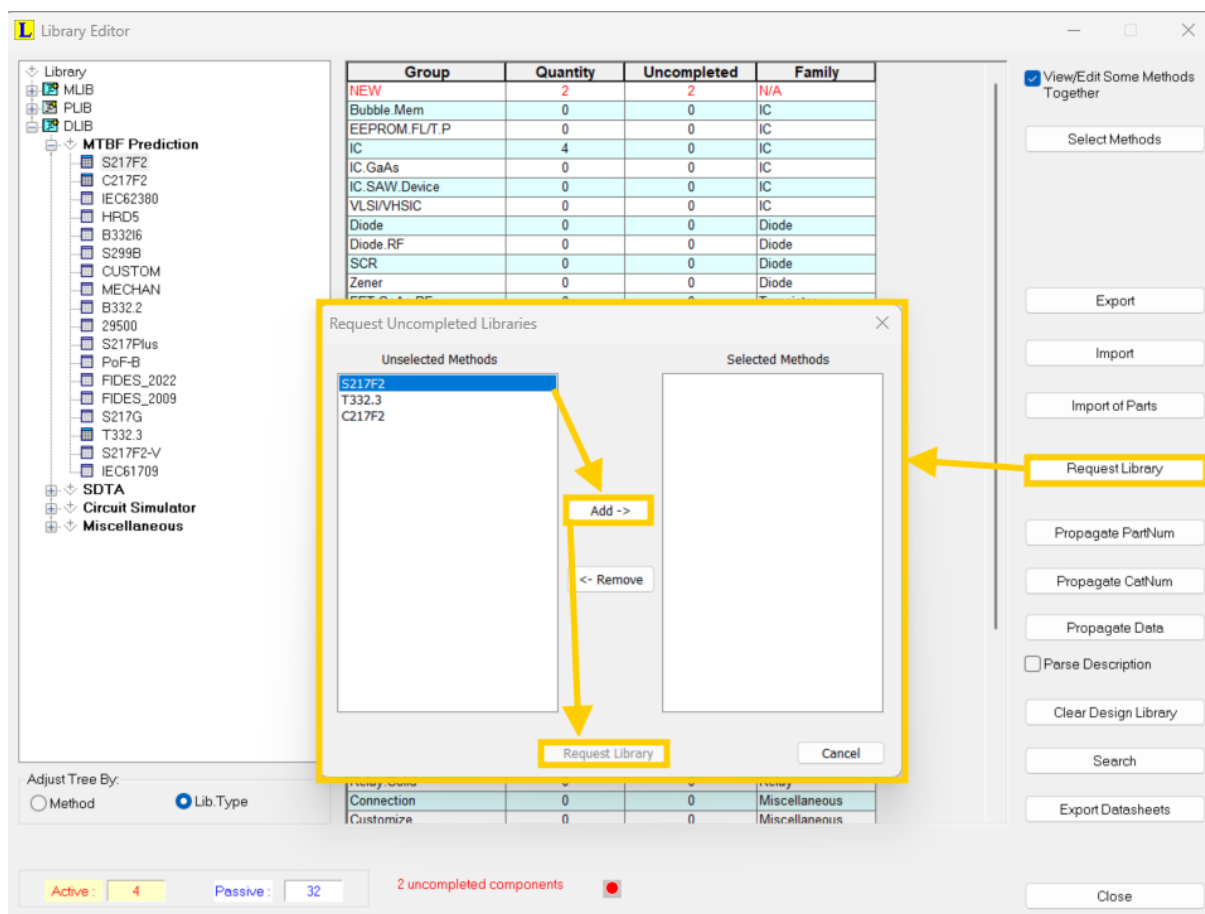 L Library Editor
Library
MLIB
PLIB
DLIB
MTBF Prediction
S217F2
C217F2
IEC62380
HRD5
B332I6
S299B
CUSTOM
MECHAN
B332.2
29500
S217Plus
PoF-B
FIDES_2022
FIDES_2009
S217G
T332.3
S217F2-V
IEC61709
SDTA
Circuit Simulator
Miscellaneous
Group Quantity Uncompleted Family
NEW 2 2 N/A
Bubble.Mem 0 0 IC
EEPROM.FL/T.P 0 0 IC
IC 4 0 IC
IC.GaAs 0 0 IC
IC.SAW.Device 0 0 IC
VLSI/VHSIC 0 0 IC
Diode 0 0 Diode
Diode.RF 0 0 Diode
SCR 0 0 Diode
Zener 0 0 Diode
Request Uncompleted Libraries
Unselected Methods
Selected Methods
S217F2
T332.3
C217F2
Add ->
<- Remove
Request Library
Cancel
Connection 0 0 Miscellaneous
Customize 0 0 Miscellaneous
View/Edit Some Methods
Together
Select Methods
Export
Import
Import of Parts
Request Library
Propagate PartNum
Propagate CatNum
Propagate Data
Parse Description
Clear Design Library
Search
Export Datasheets
Close
Adjust Tree By:
Method
Lib.Type
Active : 4
Passive : 32
2 uncompleted components